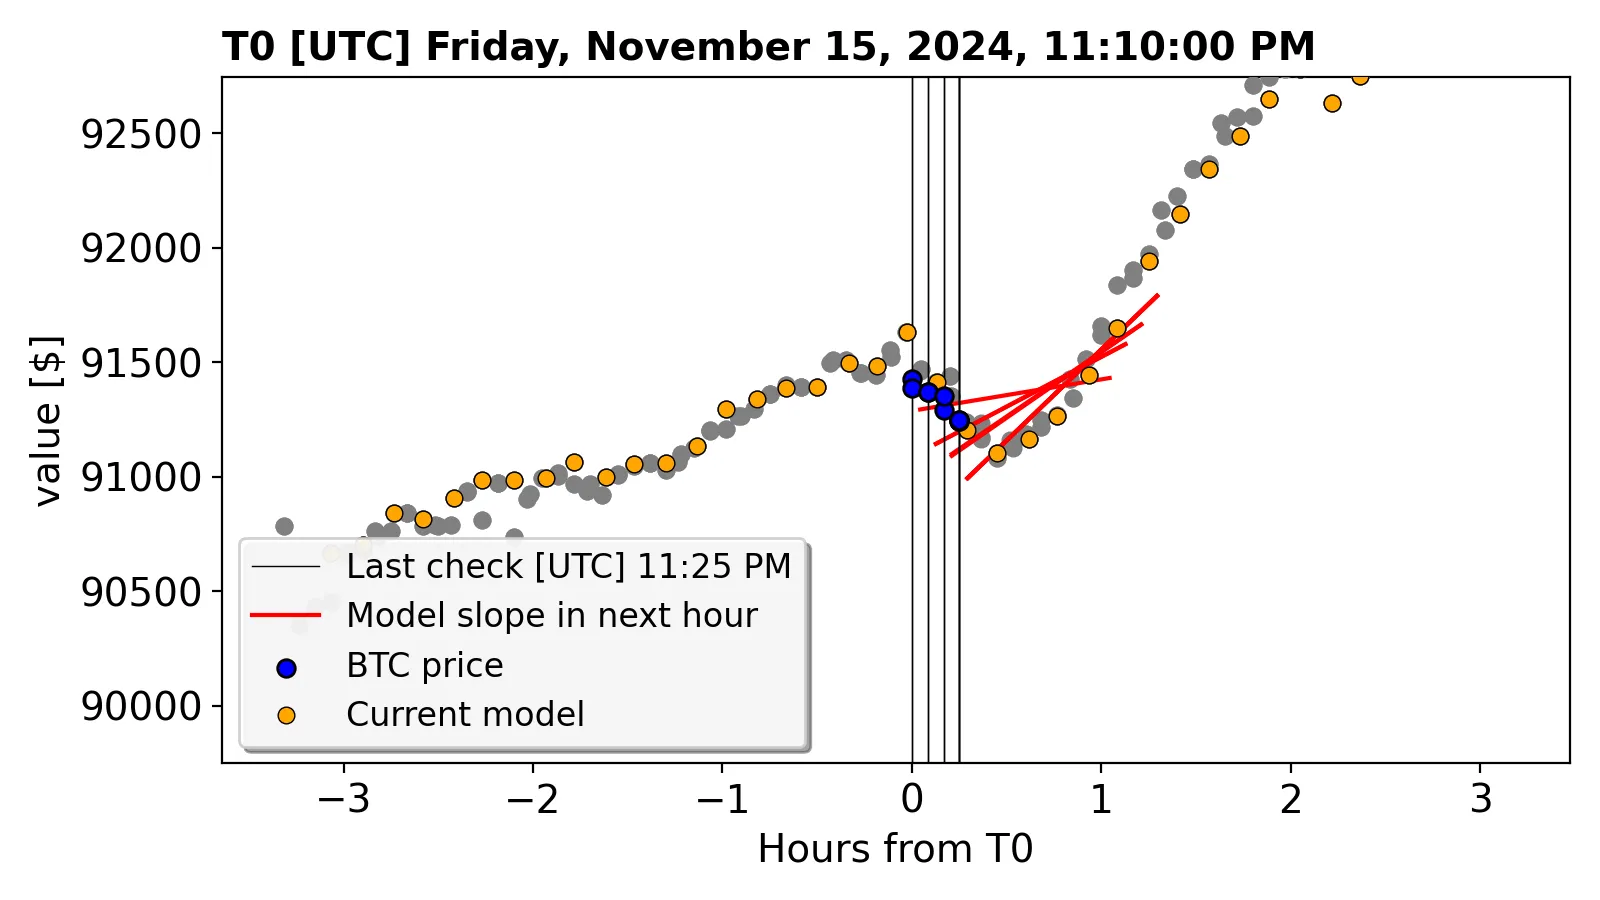 T0 [UTC] Friday, November 15, 2024, 11:10:00 PM
value [$]
92500
92000
91500
91000
90500
90000
Last check [UTC] 11:25 PM
Model slope in next hour
BTC price
Current model
−3 −2 −1 0 1 2 3
Hours from T0